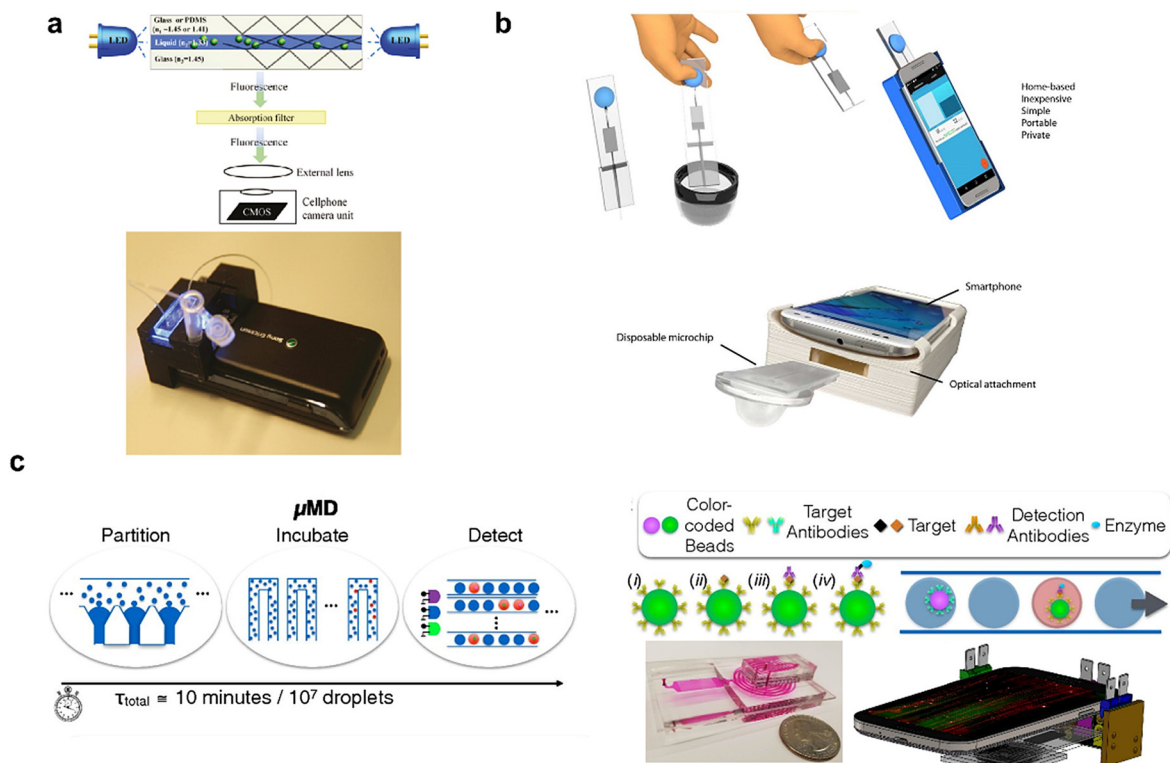 a
Glass or PDMS
(n₁ ~1.45 or 1.41)
LED
Liquid (n₂=1.33)
LED
Glass (n₃=1.45)
Fluorescence
Absorption filter
Fluorescence
External lens
CMOS
Cellphone
camera unit
Sony Ericsson
b
Home-based
Inexpensive
Simple
Portable
Private
Smartphone
Disposable microchip
Optical attachment
c
μMD
Partition
Incubate
Detect
τtotal ≅ 10 minutes / 10⁷ droplets
Color-
coded
Beads
Target
Antibodies
Target
Detection
Antibodies
Enzyme
(i)
(ii)
(iii)
(iv)